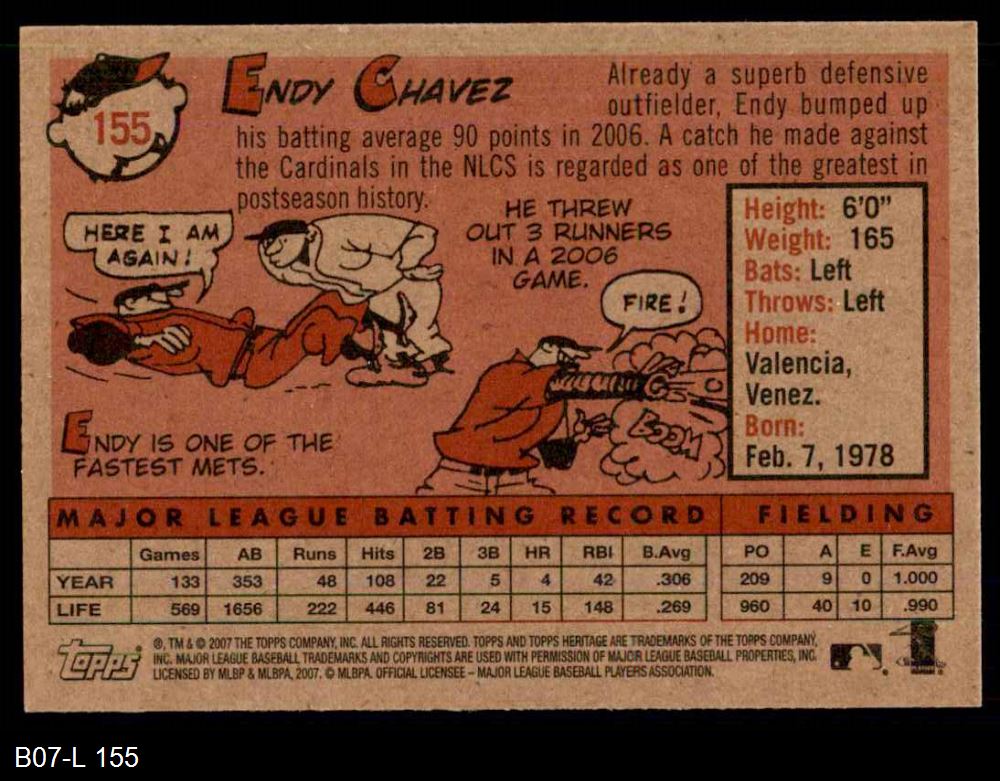 155
ENDY CHAVEZ
Already a superb defensive
outfielder, Endy bumped up
his batting average 90 points in 2006. A catch he made against
the Cardinals in the NLCS is regarded as one of the greatest in
postseason history.
HERE I AM
AGAIN!
HE THREW
OUT 3 RUNNERS
IN A 2006
GAME.
FIRE!
BOOM
ENDY IS ONE OF THE
FASTEST METS.
Height: 6'0"
Weight: 165
Bats: Left
Throws: Left
Home:
Valencia,
Venez.
Born:
Feb. 7, 1978
MAJOR LEAGUE BATTING RECORD FIELDING
Games AB Runs Hits 2B 3B HR RBI B.Avg PO A E F.Avg
YEAR 133 353 48 108 22 5 4 42 .306 209 9 0 1.000
LIFE 569 1656 222 446 81 24 15 148 .269 960 40 10 .990
topps
®, TM & © 2007 THE TOPPS COMPANY, INC. ALL RIGHTS RESERVED. TOPPS AND TOPPS HERITAGE ARE TRADEMARKS OF THE TOPPS COMPANY,
INC. MAJOR LEAGUE BASEBALL TRADEMARKS AND COPYRIGHTS ARE USED WITH PERMISSION OF MAJOR LEAGUE BASEBALL PROPERTIES, INC.
LICENSED BY MLBP & MLBPA, 2007. © MLBPA. OFFICIAL LICENSEE – MAJOR LEAGUE BASEBALL PLAYERS ASSOCIATION.
B07-L 155